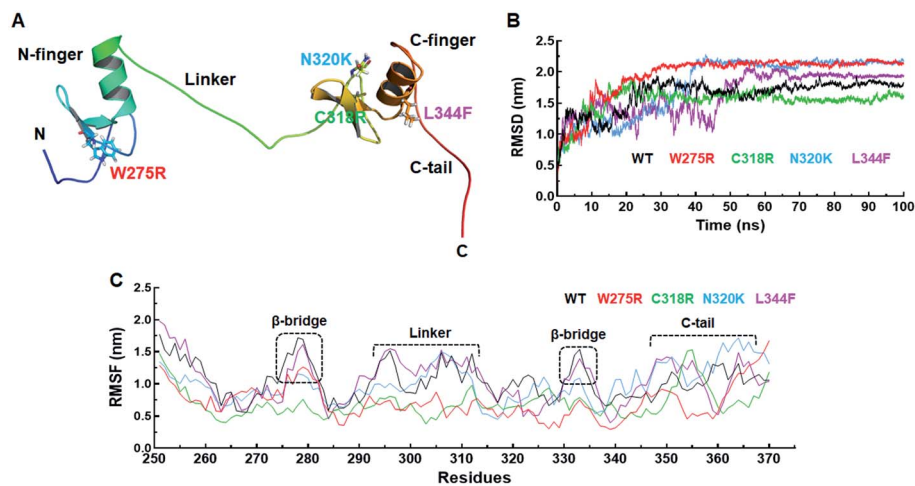 A
N-finger
N
W275R
Linker
N320K
C318R
C-finger
L344F
C-tail
C
B
RMSD (nm)
2.5
2.0
1.5
1.0
0.5
0.0
WT W275R C318R N320K L344F
0 10 20 30 40 50 60 70 80 90 100
Time (ns)
C
RMSF (nm)
2.5
2.0
1.5
1.0
0.5
0.0
WT W275R C318R N320K L344F
β-bridge
Linker
β-bridge
C-tail
250 260 270 280 290 300 310 320 330 340 350 360 370
Residues